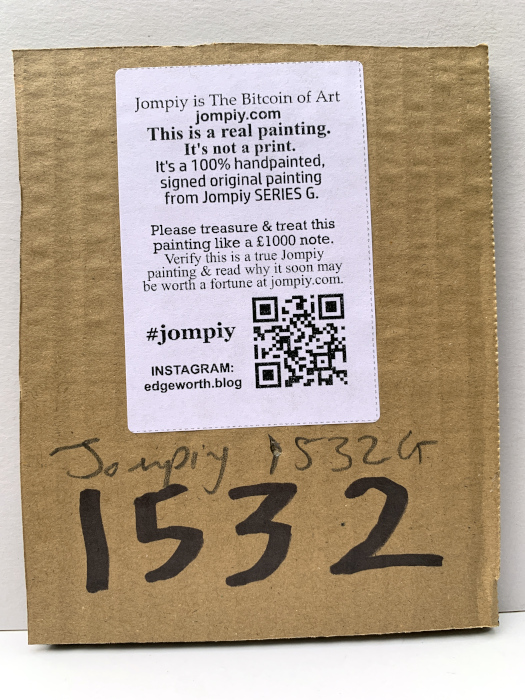 Jompiy is The Bitcoin of Art
jompiy.com
This is a real painting.
It's not a print.
It's a 100% handpainted,
signed original painting
from Jompiy SERIES G.
Please treasure & treat this
painting like a £1000 note.
Verify this is a true Jompiy
painting & read why it soon may
be worth a fortune at jompiy.com.
#jompiy
INSTAGRAM:
edgeworth.blog
Jompiy 1532G
1532